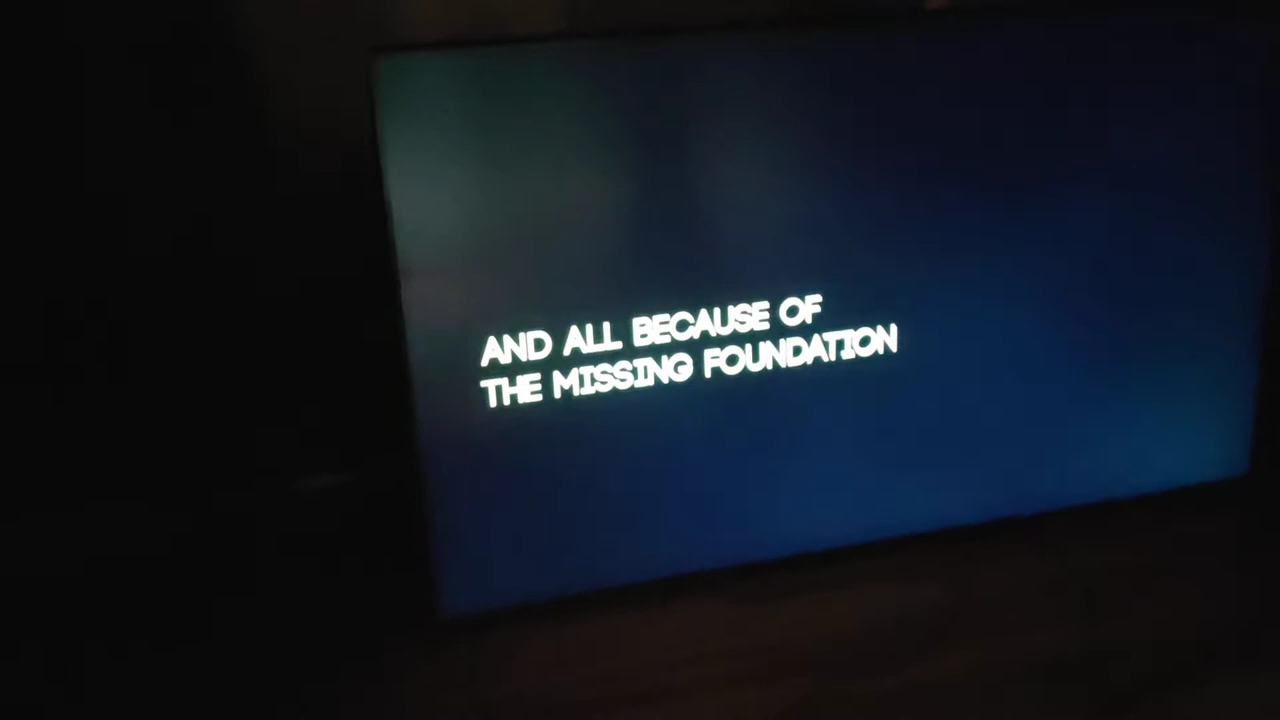 AND ALL BECAUSE OF
THE MISSING FOUNDATION